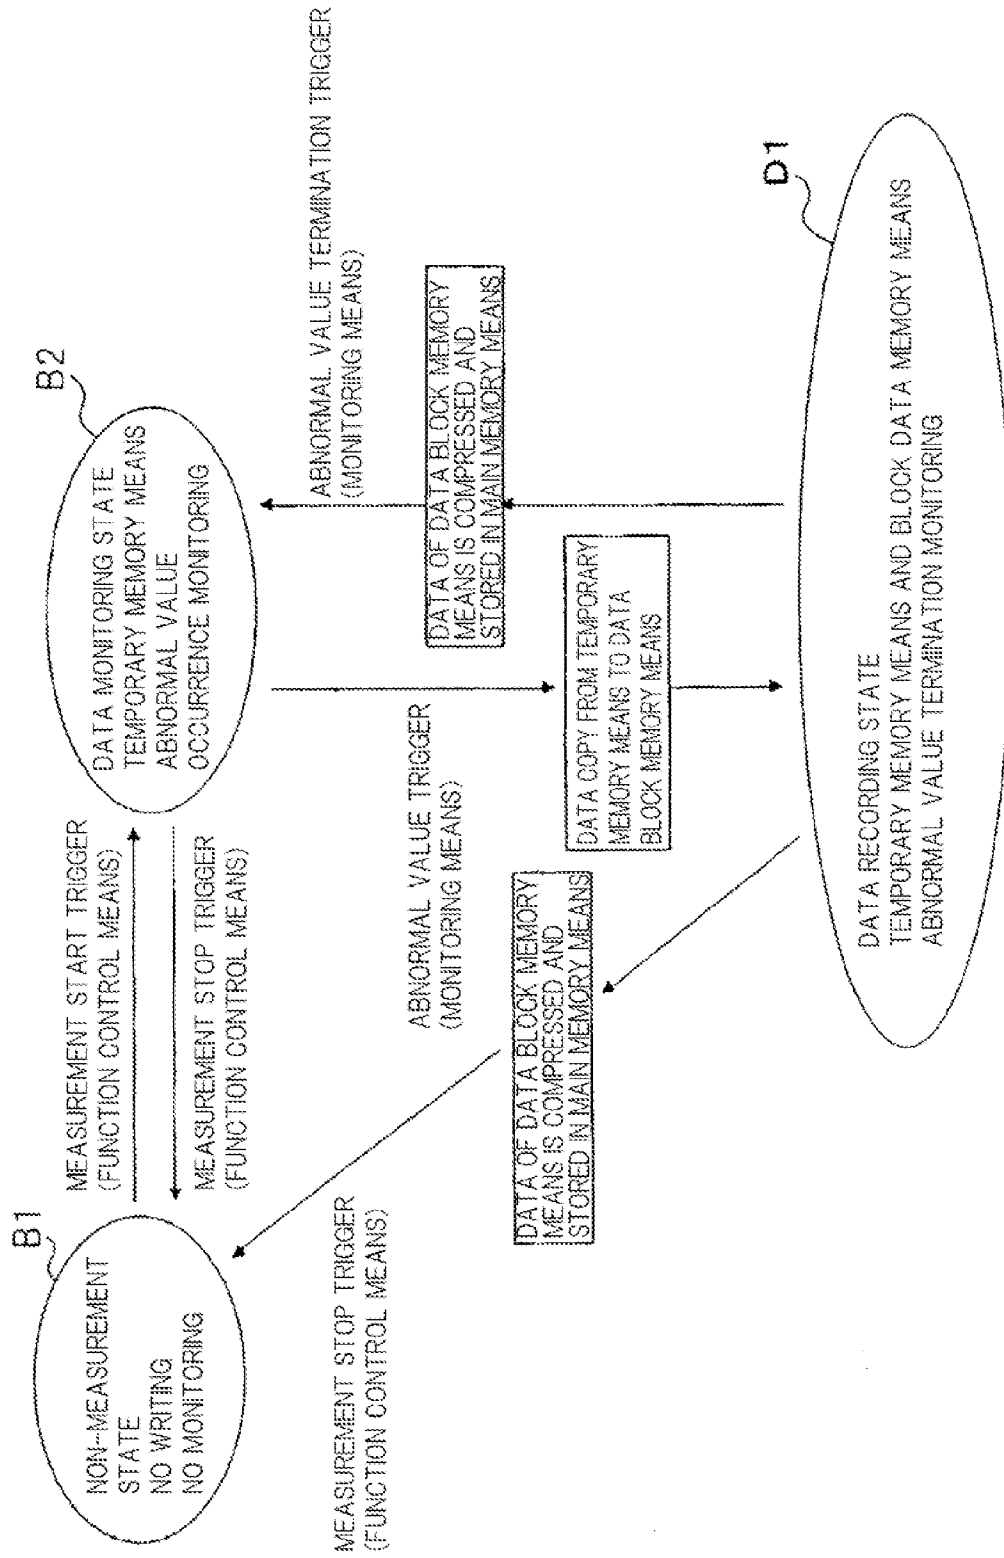 B1
NON-MEASUREMENT
STATE
NO WRITING
NO MONITORING
MEASUREMENT START TRIGGER
(FUNCTION CONTROL MEANS)
MEASUREMENT STOP TRIGGER
(FUNCTION CONTROL MEANS)
B2
DATA MONITORING STATE
TEMPORARY MEMORY MEANS
ABNORMAL VALUE
OCCURRENCE MONITORING
ABNORMAL VALUE TERMINATION TRIGGER
(MONITORING MEANS)
MEASUREMENT STOP TRIGGER
(FUNCTION CONTROL MEANS)
ABNORMAL VALUE TRIGGER
(MONITORING MEANS)
DATA OF DATA BLOCK MEMORY
MEANS IS COMPRESSED AND
STORED IN MAIN MEMORY MEANS
DATA OF DATA BLOCK MEMORY
MEANS IS COMPRESSED AND
STORED IN MAIN MEMORY MEANS
DATA COPY FROM TEMPORARY
MEMORY MEANS TO DATA
BLOCK MEMORY MEANS
D1
DATA RECORDING STATE
TEMPORARY MEMORY MEANS AND BLOCK DATA MEMORY MEANS
ABNORMAL VALUE TERMINATION MONITORING